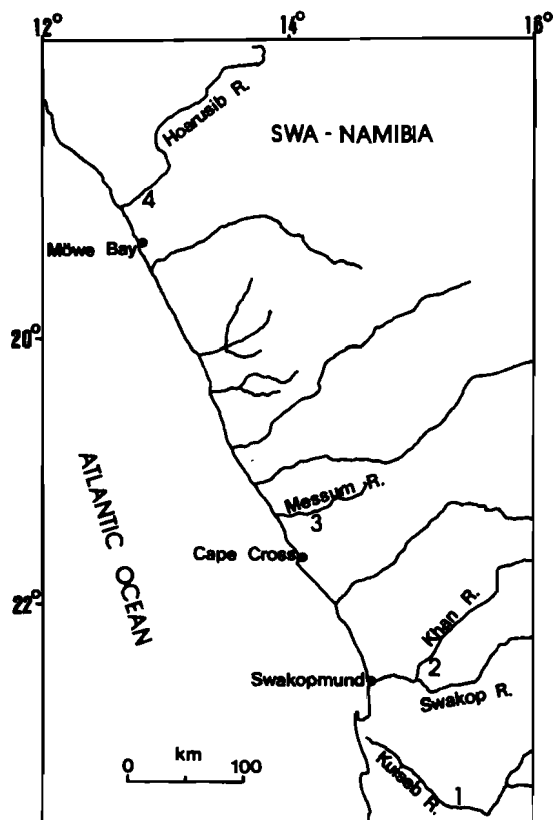 12° 14° 16°
Hoarusib R.
SWA - NAMIBIA
4
Möwe Bay
20°
Messum R.
3
ATLANTIC OCEAN
Cape Cross
22°
Khan R.
2
Swakopmund
Swakop R.
km
0 100
Kuiseb R.
1